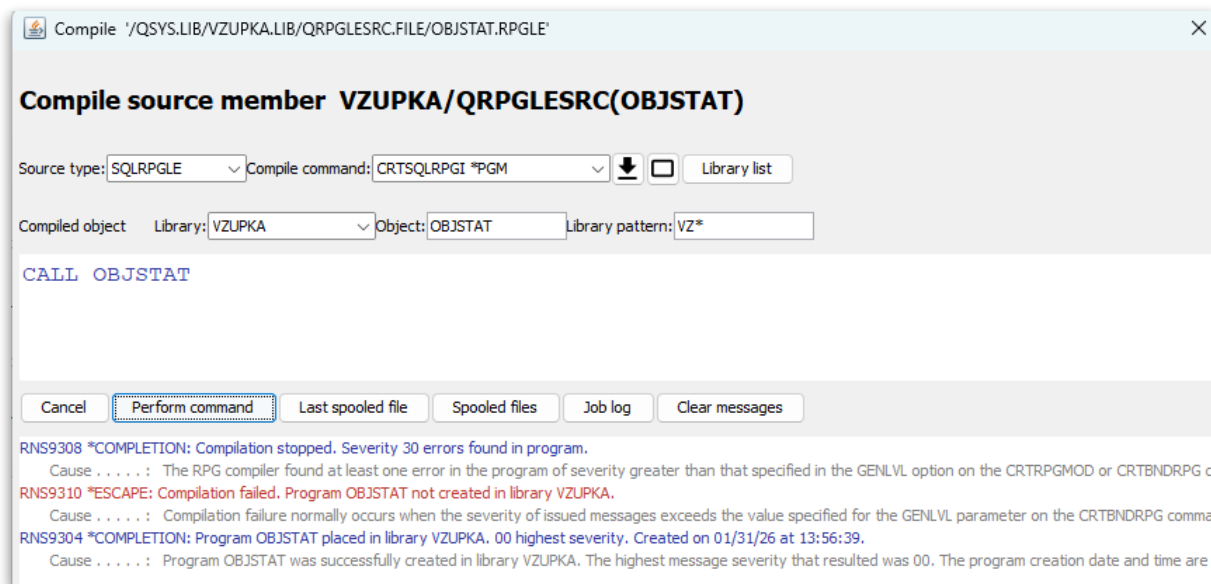 Compile '/QSYS.LIB/VZUPKA.LIB/QRPGLESRC.FILE/OBJSTAT.RPGLE'
Compile source member VZUPKA/QRPGLESRC(OBJSTAT)
Source type: SQLRPGLE Compile command: CRTSQLRPGI *PGM Library list
Compiled object Library: VZUPKA Object: OBJSTAT Library pattern: VZ*
CALL OBJSTAT
Cancel Perform command Last spooled file Spooled files Job log Clear messages
RNS9308 *COMPLETION: Compilation stopped. Severity 30 errors found in program.
Cause . . . . . : The RPG compiler found at least one error in the program of severity greater than that specified in the GENLVL option on the CRTRPGMOD or CRTBNDRPG
RNS9310 *ESCAPE: Compilation failed. Program OBJSTAT not created in library VZUPKA.
Cause . . . . . : Compilation failure normally occurs when the severity of issued messages exceeds the value specified for the GENLVL parameter on the CRTBNDRPG
RNS9304 *COMPLETION: Program OBJSTAT placed in library VZUPKA. 00 highest severity. Created on 01/31/26 at 13:56:39.
Cause . . . . . : Program OBJSTAT was successfully created in library VZUPKA. The highest message severity that resulted was 00. The program creation date and time are